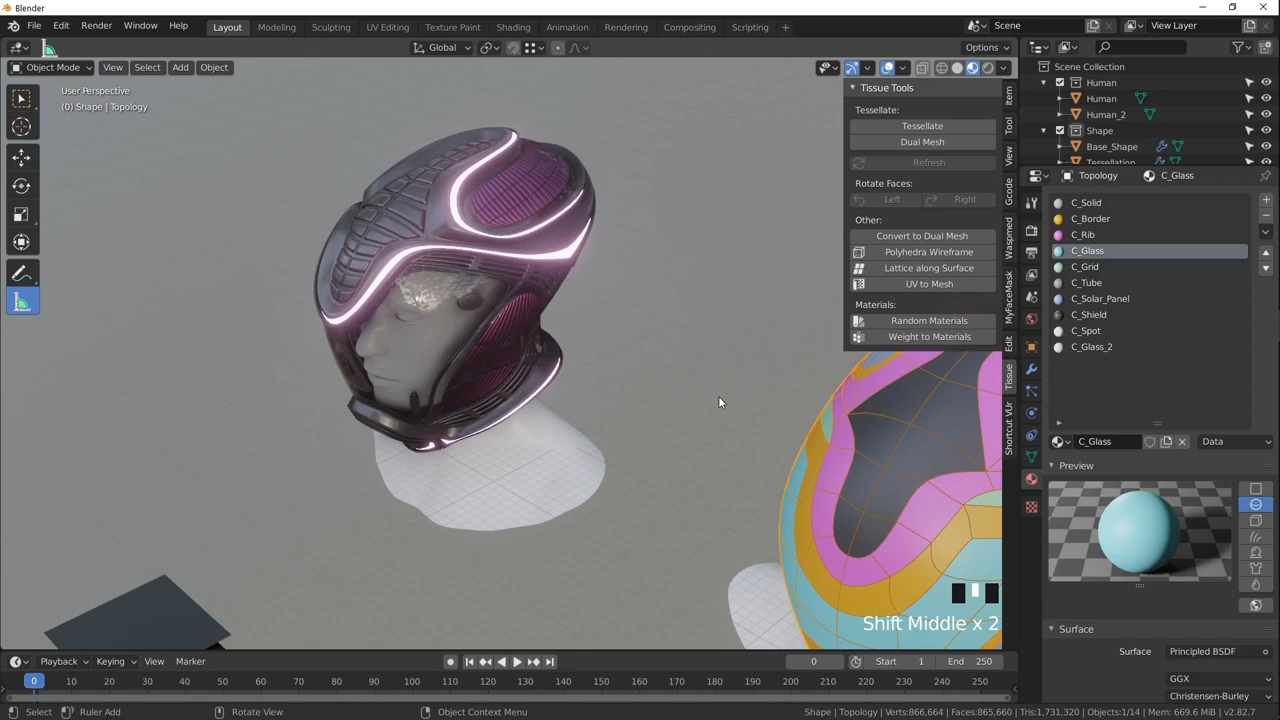 Blender
File Edit Render Window Help Layout Modeling Sculpting UV Editing Texture Paint Shading Animation Rendering Compositing Scripting + Scene View Layer
Global Options
Object Mode View Select Add Object
User Perspective
(0) Shape | Topology
Tissue Tools
Tessellate:
Tessellate
Dual Mesh
Refresh
Rotate Faces:
Left Right
Other:
Convert to Dual Mesh
Polyhedra Wireframe
Lattice along Surface
UV to Mesh
Materials:
Random Materials
Weight to Materials
Item
Tool
View
Gcode
Waspmed
MyFaceMask
Edit
Tissue
Shortcut VUr
Shift Middle x 2
Scene Collection
Human
Human
Human_2
Shape
Base_Shape
Tessellation
Topology C_Glass
C_Solid
C_Border
C_Rib
C_Glass
C_Grid
C_Tube
C_Solar_Panel
C_Shield
C_Spot
C_Glass_2
C_Glass Data
Preview
Surface
Surface Principled BSDF
GGX
Christensen-Burley
Playback Keying View Marker 0 Start 1 End 250
0 10 20 30 40 50 60 70 80 90 100 110 120 130 140 150 160 170 180 190 200 210 220 230 240 250
Select Ruler Add Rotate View Object Context Menu Shape | Topology | Verts:866,664 | Faces:865,660 | Tris:1,731,320 | Objects:1/14 | Mem: 669.6 MiB | v2.82.7